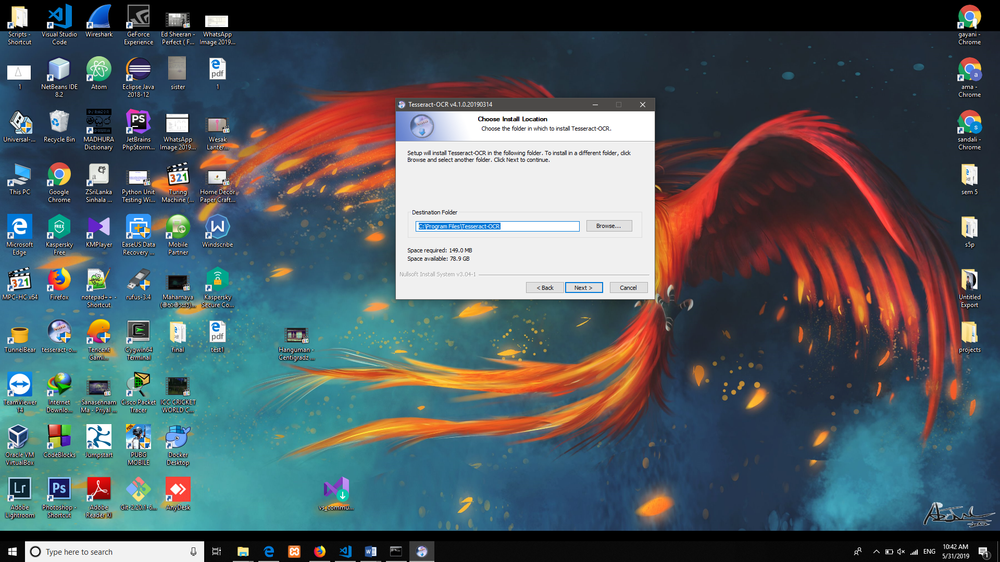 Scripts -
Shortcut
Visual Studio
Code
Wireshark
GeForce
Experience
Ed Sheeran -
Perfect ( F...
WhatsApp
Image 2019...
gayani -
Chrome
1
NetBeans IDE
8.2
Atom
Eclipse Java
2018-12
sister
pdf
1
a
ama -
Chrome
Universal-...
Recycle Bin
DJ RAZOR
MADHURA
Dictionary
PS
JetBrains
PhpStorm...
WhatsApp
Image 2019...
Wesak
Lanter...
s
sandali -
Chrome
This PC
Google
Chrome
ZSriLanka
Sinhala ...
Python Unit
Testing Wi...
321
Turing
Machine (...
Home Decor
Paper Craft...
sem 5
Microsoft
Edge
FREE
Kaspersky
Free
KMPlayer
EaseUS Data
Recovery ...
Mobile
Partner
Windscribe
s5p
321
MPC-HC x64
Firefox
notepad++ -
Shortcut
rufus-3.4
Mahamaya
Kaspersky
Secure Co...
Untitled
Export
TunnelBear
tesseract-o...
Tencent
Gami...
Cygwin64
Terminal
final
pdf
test1
Hanguman -
Centigradz ...
projects
TeamViewer
14
Internet
Downlo...
Sanasennam
Ma - Priyal ...
Cisco Packet
Tracer
ICC CRICKET
WORLD C...
Oracle VM
VirtualBox
CodeBlocks
Jumpstart
PUBG
MOBILE
Docker
Desktop
Lr
Adobe
Lightroom
Ps
Photoshop -
Shortcut
Adobe
Reader XI
Git-2.20.1-6...
AnyDesk
vs_commu...
Tesseract-OCR v4.1.0.20190314
Choose Install Location
Choose the folder in which to install Tesseract-OCR.
Setup will install Tesseract-OCR in the following folder. To install in a different folder, click
Browse and select another folder. Click Next to continue.
Destination Folder
C:\Program Files\Tesseract-OCR
Browse...
Space required: 149.0 MB
Space available: 78.9 GB
Nullsoft Install System v3.04-1
< Back
Next >
Cancel
Type here to search
ENG
10:42 AM
5/31/2019
1